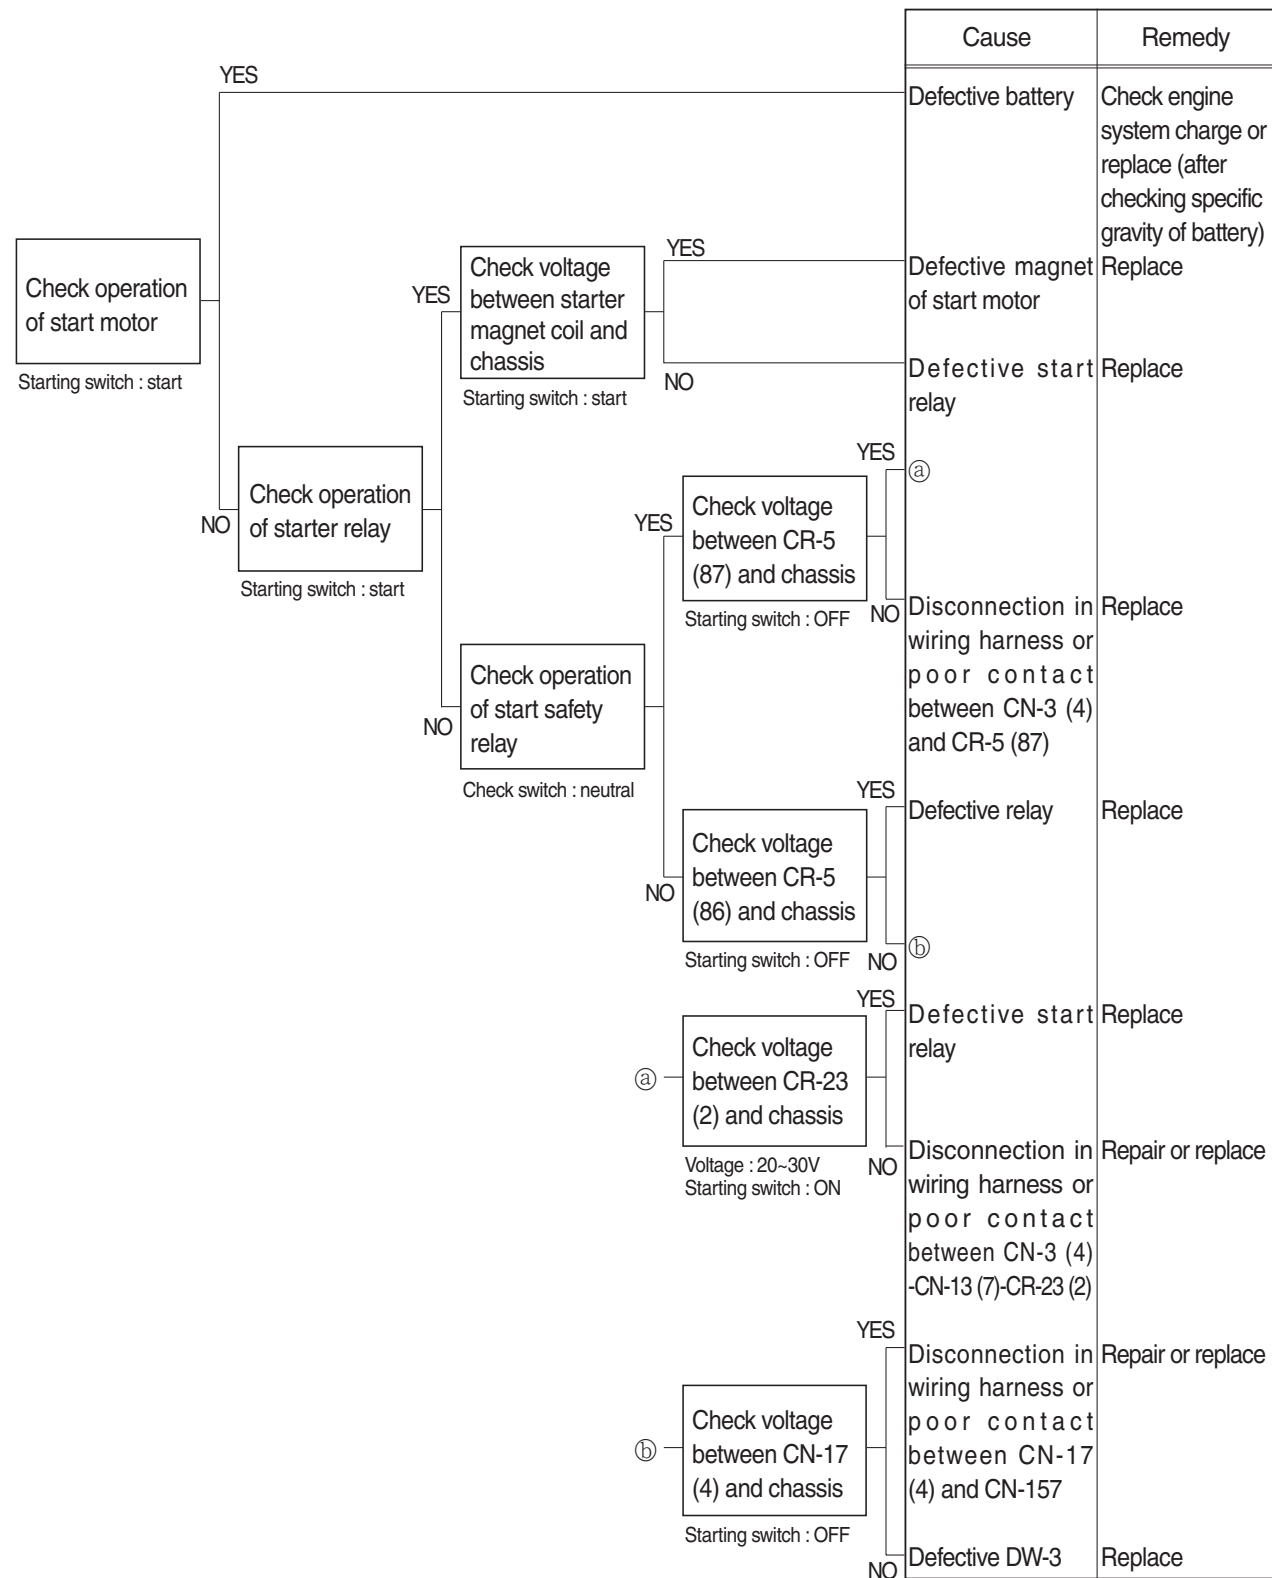 Cause
Remedy
YES
Defective battery
Check engine
system charge or
replace (after
checking specific
gravity of battery)
Check operation
of start motor
Starting switch : start
YES
Check voltage
between starter
magnet coil and
chassis
Starting switch : start
YES
Defective magnet
of start motor
Replace
NO
Defective start
relay
Replace
NO
Check operation
of starter relay
Starting switch : start
YES
Check voltage
between CR-5
(87) and chassis
Starting switch : OFF
YES
ⓐ
NO
Disconnection in
wiring harness or
poor contact
between CN-3 (4)
and CR-5 (87)
Replace
NO
Check operation
of start safety
relay
Check switch : neutral
NO
Check voltage
between CR-5
(86) and chassis
Starting switch : OFF
YES
Defective relay
Replace
NO
ⓑ
ⓐ
Check voltage
between CR-23
(2) and chassis
Voltage : 20~30V
Starting switch : ON
YES
Defective start
relay
Replace
NO
Disconnection in
wiring harness or
poor contact
between CN-3 (4)
-CN-13 (7)-CR-23 (2)
Repair or replace
ⓑ
Check voltage
between CN-17
(4) and chassis
Starting switch : OFF
YES
Disconnection in
wiring harness or
poor contact
between CN-17
(4) and CN-157
Repair or replace
NO
Defective DW-3
Replace